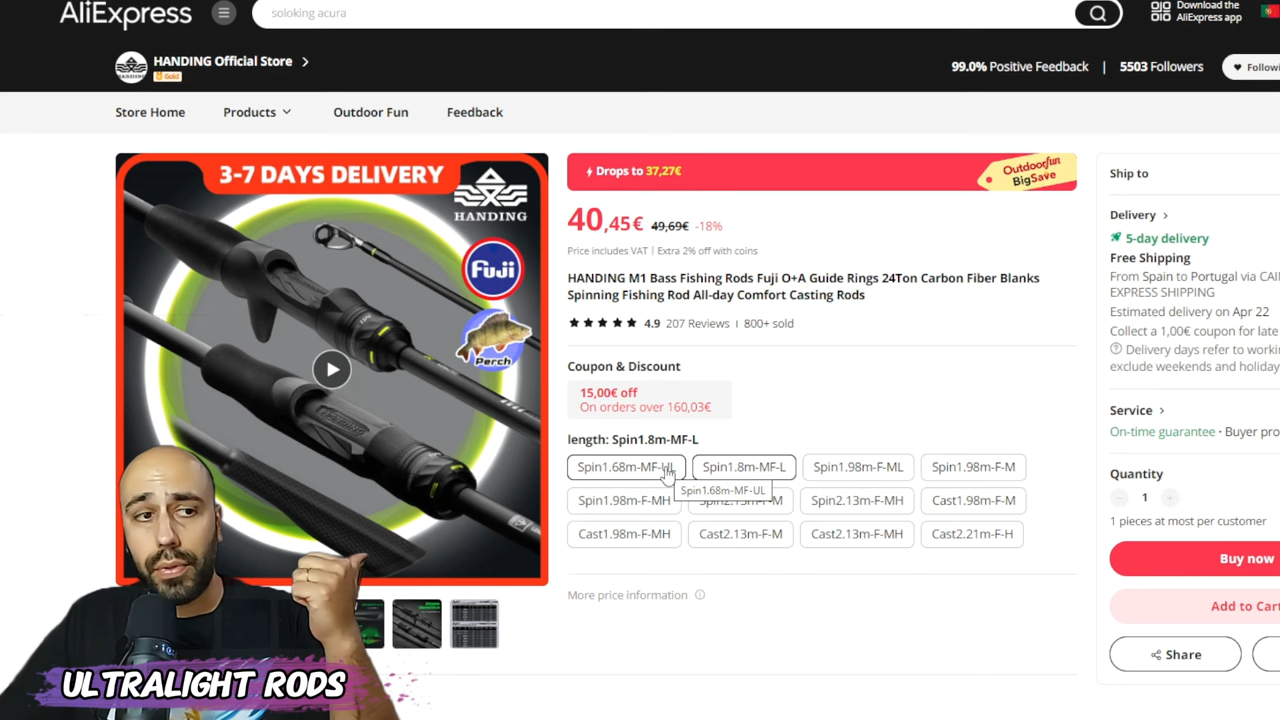 AliExpress
soloking acura
Download the
AliExpress app
HANDING Official Store >
HANDING
Gold
99.0% Positive Feedback | 5503 Followers
Followi
Store Home
Products
Outdoor Fun
Feedback
3-7 DAYS DELIVERY
HANDING
Fuji
Perch
Drops to 37,27€
Outdoorfun
BigSave
40,45€ 49,69€ -18%
Price includes VAT | Extra 2% off with coins
HANDING M1 Bass Fishing Rods Fuji O+A Guide Rings 24Ton Carbon Fiber Blanks
Spinning Fishing Rod All-day Comfort Casting Rods
4.9 207 Reviews | 800+ sold
Coupon & Discount
15,00€ off
On orders over 160,03€
length: Spin1.8m-MF-L
Spin1.68m-MF-UL Spin1.8m-MF-L Spin1.98m-F-ML Spin1.98m-F-M
Spin1.68m-MF-UL
Spin1.98m-F-MH Spin2.13m-F-M Spin2.13m-F-MH Cast1.98m-F-M
Cast1.98m-F-MH Cast2.13m-F-M Cast2.13m-F-MH Cast2.21m-F-H
More price information
Ship to
Delivery >
5-day delivery
Free Shipping
From Spain to Portugal via CAI
EXPRESS SHIPPING
Estimated delivery on Apr 22
Collect a 1,00€ coupon for late
Delivery days refer to worki
exclude weekends and holiday
Service >
On-time guarantee · Buyer pro
Quantity
1
1 pieces at most per customer
Buy now
Add to Cart
Share
ULTRALIGHT RODS